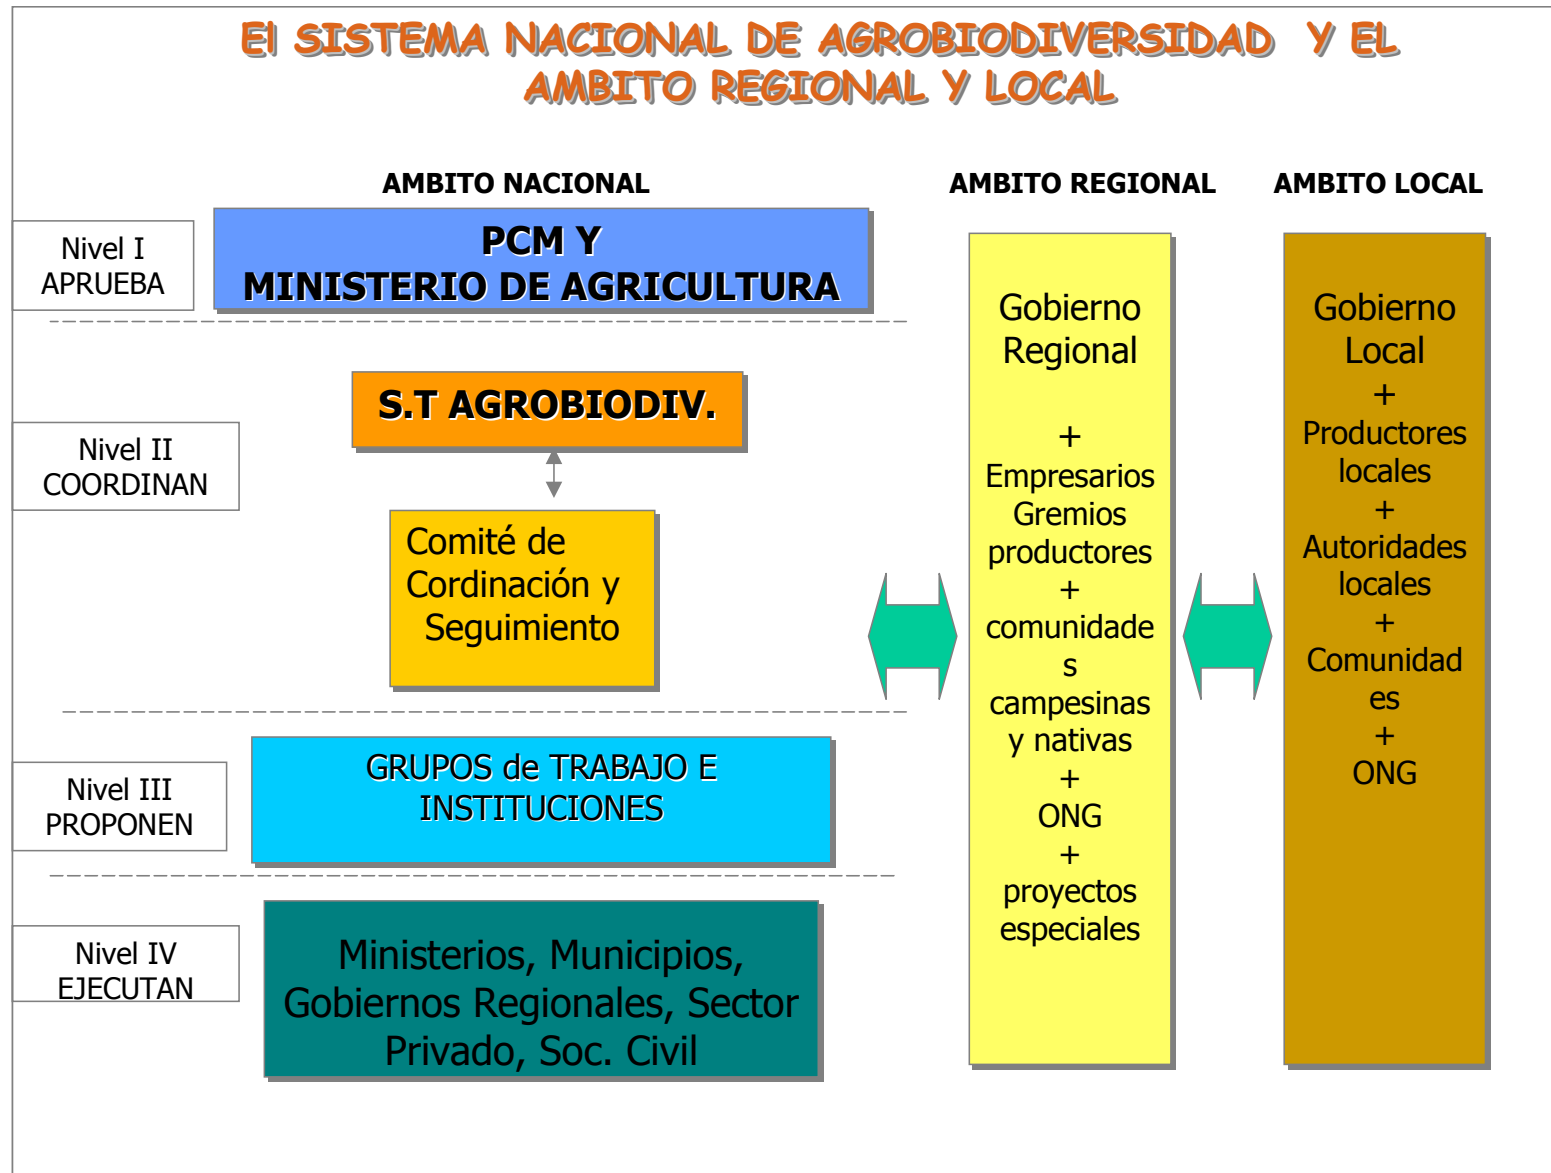 El SISTEMA NACIONAL DE AGROBIODIVERSIDAD Y EL
AMBITO REGIONAL Y LOCAL
AMBITO NACIONAL
AMBITO REGIONAL
AMBITO LOCAL
Nivel I
APRUEBA
PCM Y
MINISTERIO DE AGRICULTURA
Nivel II
COORDINAN
S.T AGROBIODIV.
Comité de
Cordinación y
Seguimiento
Nivel III
PROPONEN
GRUPOS de TRABAJO E
INSTITUCIONES
Nivel IV
EJECUTAN
Ministerios, Municipios,
Gobiernos Regionales, Sector
Privado, Soc. Civil
Gobierno
Regional
+
Empresarios
Gremios
productores
+
comunidade
s
campesinas
y nativas
+
ONG
+
proyectos
especiales
Gobierno
Local
+
Productores
locales
+
Autoridades
locales
+
Comunidad
es
+
ONG